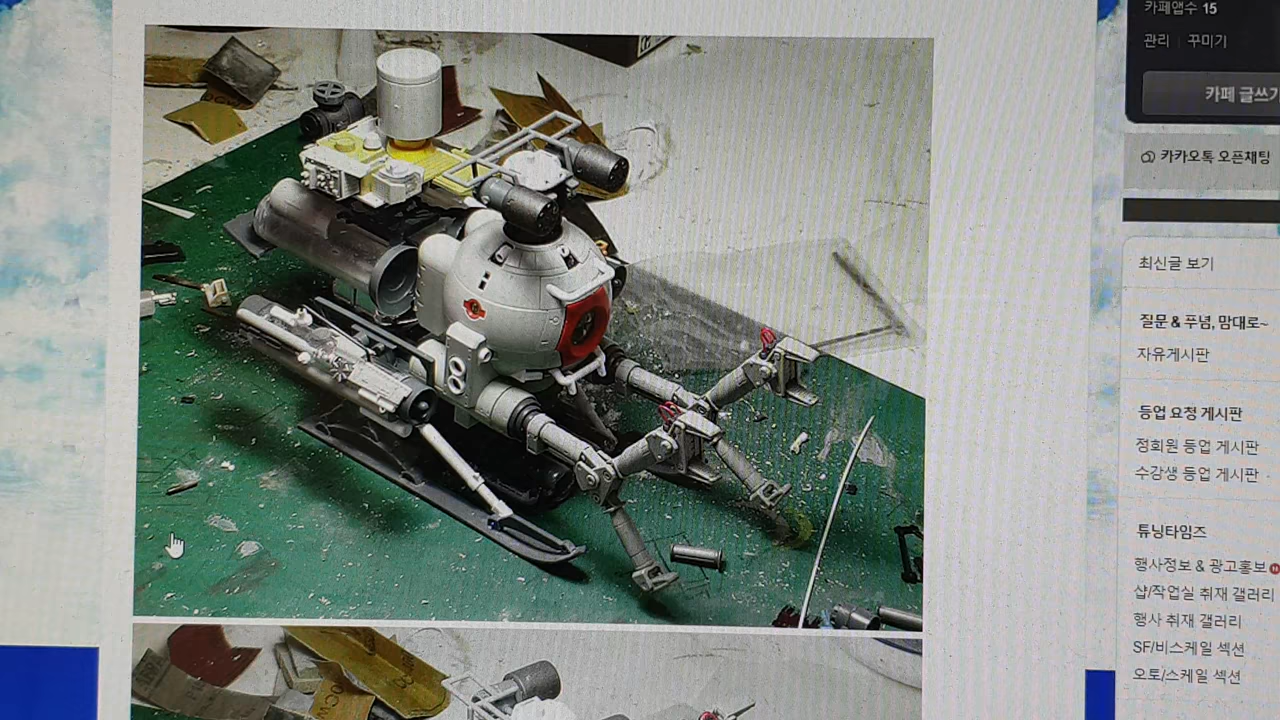 카페앱수 15
관리 | 꾸미기
카페 글쓰기
카카오톡 오픈채팅
최신글 보기
질문 & 푸념, 맘대로~
자유게시판
등업 요청 게시판
정회원 등업 게시판
수강생 등업 게시판
튜닝타임즈
행사정보 & 광고홍보
샵/작업실 취재 갤러리
행사 취재 갤러리
SF/비스케일 섹션
오토/스케일 섹션